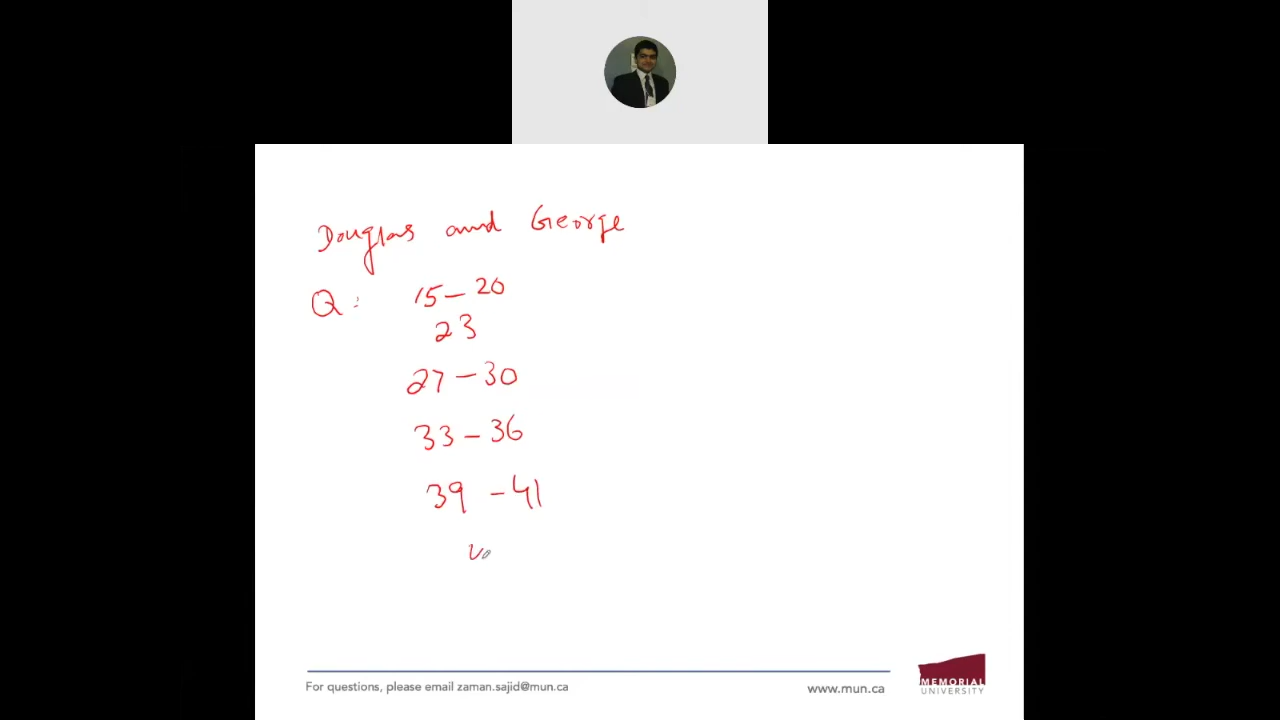 Douglas and George
Q: 15-20
23
27-30
33-36
39-41
For questions, please email zaman.sajid@mun.ca
www.mun.ca
MEMORIAL
UNIVERSITY